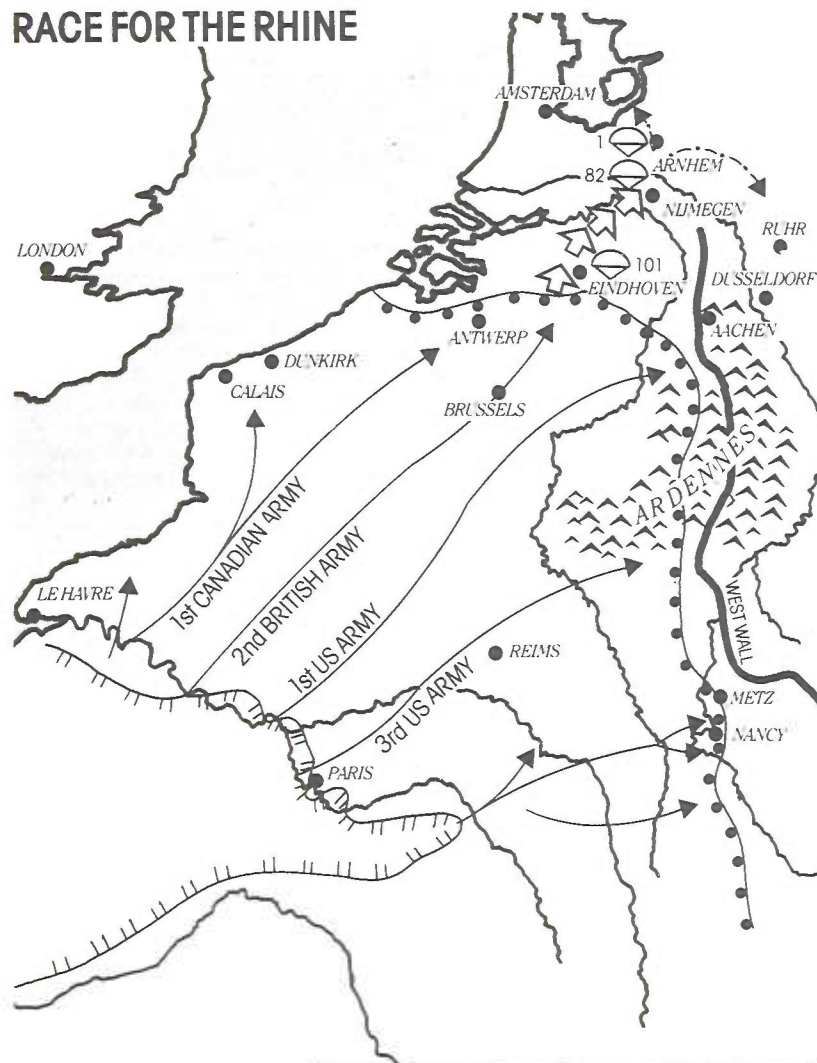 RACE FOR THE RHINE
AMSTERDAM
1
ARNHEM
82
NIJMEGEN
RUHR
LONDON
101
EINDHOVEN
DUSSELDORF
ANTWERP
AACHEN
DUNKIRK
CALAIS
BRUSSELS
ARDENNES
1st CANADIAN ARMY
2nd BRITISH ARMY
1st US ARMY
LE HAVRE
WEST WALL
REIMS
3rd US ARMY
METZ
NANCY
PARIS